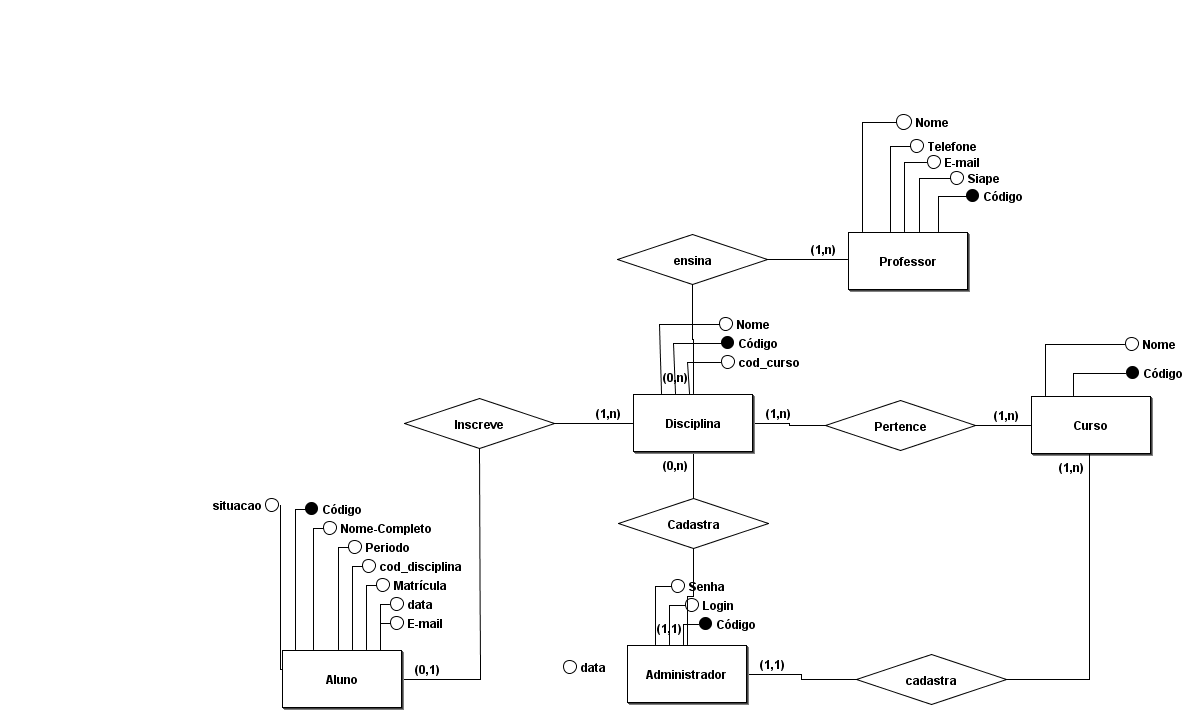 Nome
Telefone
E-mail
Siape
Código
(1,n)
ensina
Professor
Nome
Código
cod_curso
(0,n)
Nome
Código
(1,n)
(1,n)
(1,n)
Inscreve
Disciplina
Pertence
Curso
(0,n)
(1,n)
situacao
Código
Nome-Completo
Periodo
cod_disciplina
Matrícula
data
E-mail
Cadastra
Senha
Login
Código
(1,1)
(0,1)
data
(1,1)
Aluno
Administrador
cadastra